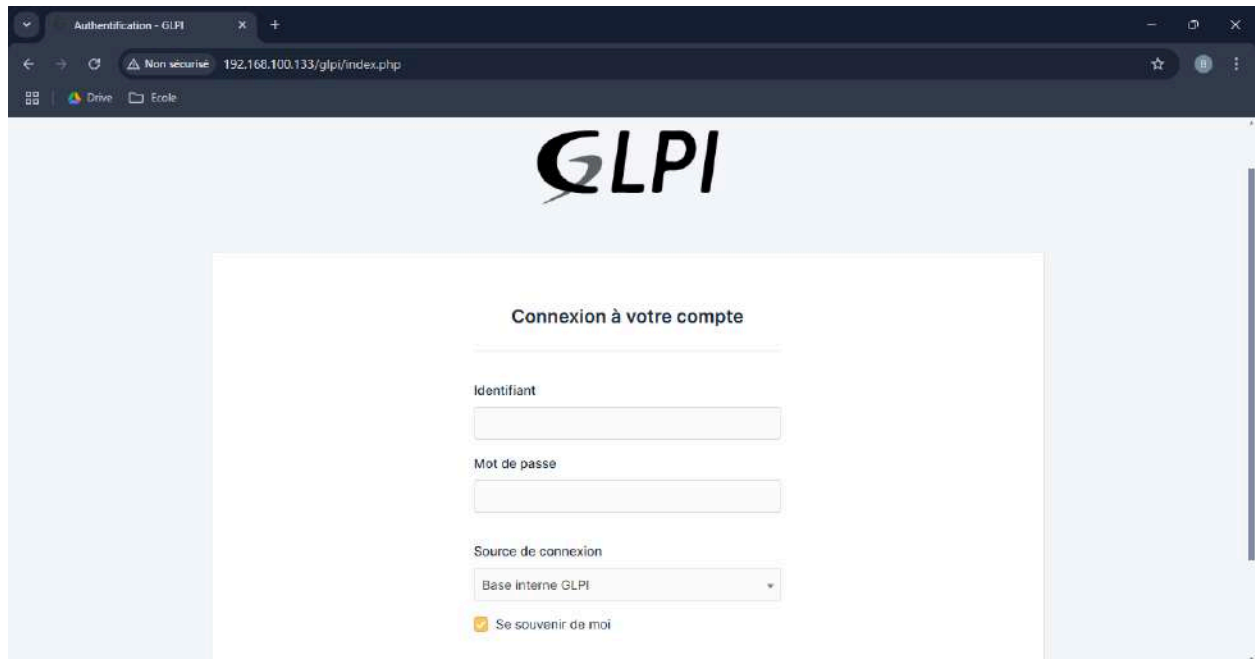 Authentification - GLPI
Non sécurisé 192.168.100.133/glpi/index.php
B
Drive Ecole
GLPI
Connexion à votre compte
Identifiant
Mot de passe
Source de connexion
Base interne GLPI
Se souvenir de moi